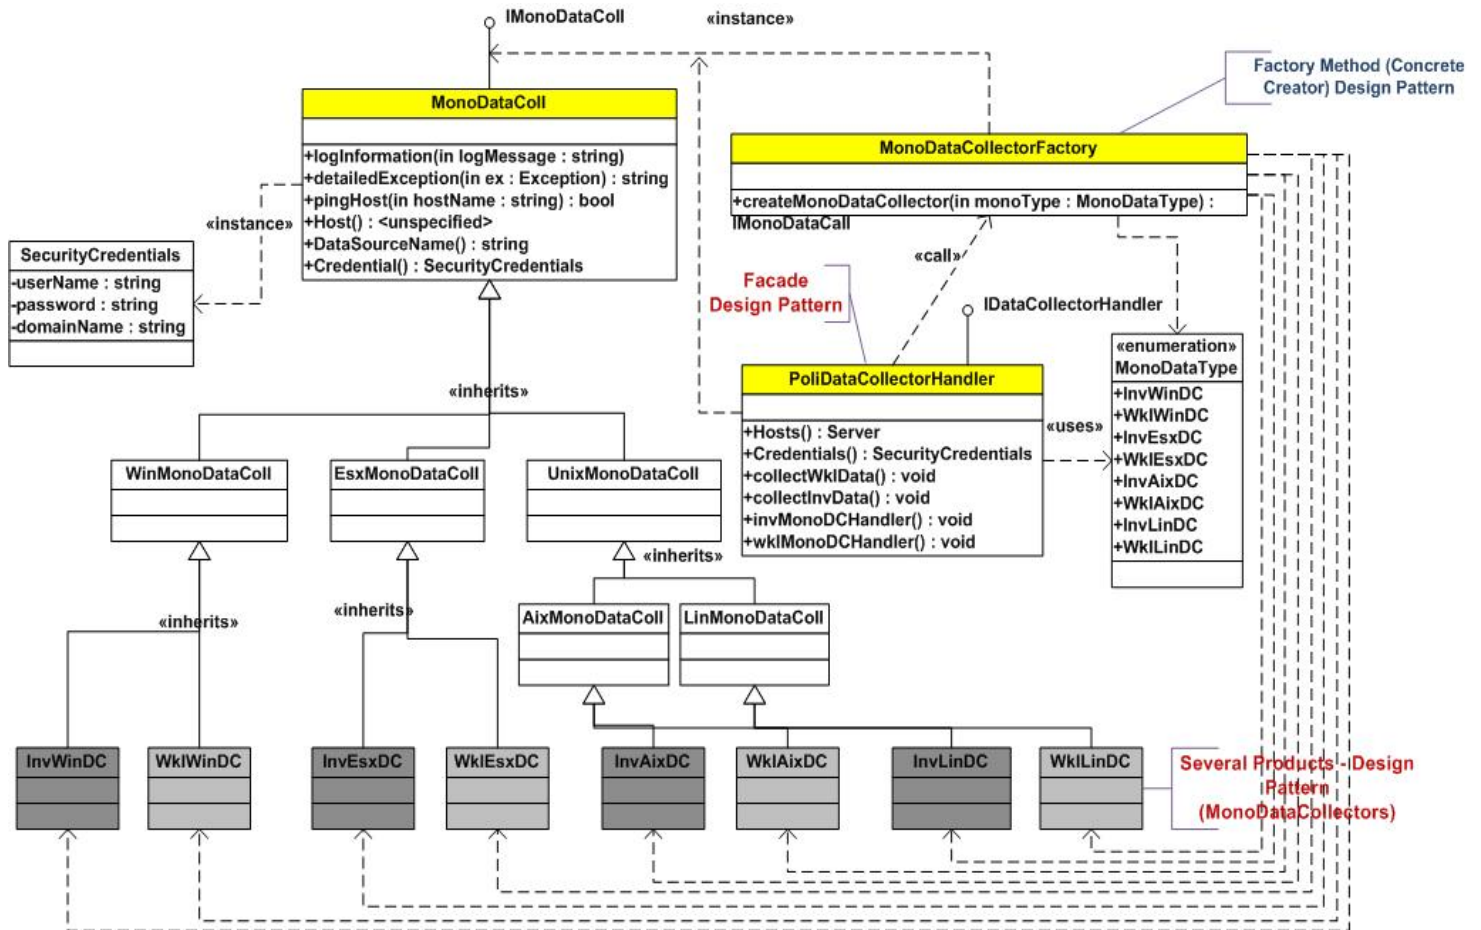 IMonoDataColl
«instance»
Factory Method (Concrete
Creator) Design Pattern
MonoDataColl
+logInformation(in logMessage : string)
+detailedException(in ex : Exception) : string
+pingHost(in hostName : string) : bool
+Host() : <unspecified>
+DataSourceName() : string
+Credential() : SecurityCredentials
MonoDataCollectorFactory
+createMonoDataCollector(in monoType : MonoDataType) :
IMonoDataCall
«instance»
SecurityCredentials
-userName : string
-password : string
-domainName : string
«call»
Facade
Design Pattern
IDataCollectorHandler
PoliDataCollectorHandler
+Hosts() : Server
+Credentials() : SecurityCredentials
+collectWklData() : void
+collectInvData() : void
+invMonoDCHandler() : void
+wklMonoDCHandler() : void
«uses»
«enumeration»
MonoDataType
+InvWinDC
+WklWinDC
+InvEsxDC
+WklEsxDC
+InvAixDC
+WklAixDC
+InvLinDC
+WklLinDC
«inherits»
WinMonoDataColl
EsxMonoDataColl
UnixMonoDataColl
«inherits»
«inherits»
«inherits»
AixMonoDataColl
LinMonoDataColl
InvWinDC
WklWinDC
InvEsxDC
WklEsxDC
InvAixDC
WklAixDC
InvLinDC
WklLinDC
Several Products - Design
Pattern
(MonoDataCollectors)